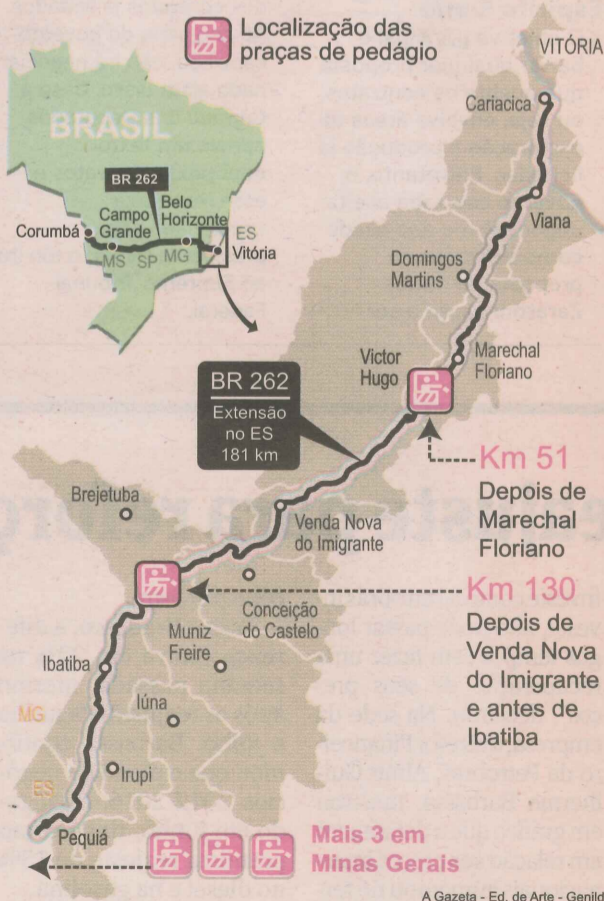 Localização das
praças de pedágio
VITÓRIA
Cariacica
BRASIL
BR 262
Belo
Horizonte
Campo
Grande
Corumbá
ES
Vitória
MS
SP
MG
Viana
Domingos
Martins
Victor
Hugo
Marechal
Floriano
BR 262
Extensão
no ES
181 km
Km 51
Depois de
Marechal
Floriano
Brejetuba
Venda Nova
do Imigrante
Km 130
Depois de
Venda Nova
do Imigrante
e antes de
Ibatiba
Conceição
do Castelo
Muniz
Freire
Ibatiba
Iúna
MG
Irupi
ES
Pequiá
Mais 3 em
Minas Gerais
A Gazeta - Ed. de Arte - Genild